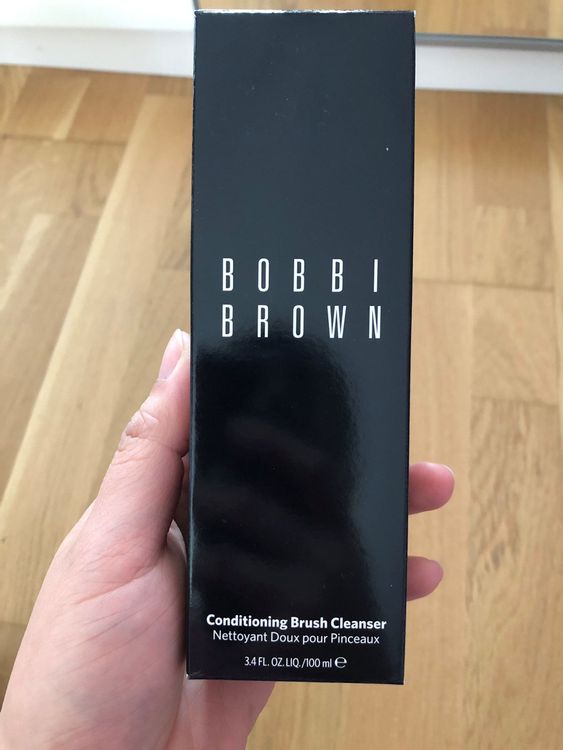 BOBBI
BROWN
Conditioning Brush Cleanser
Nettoyant Doux pour Pinceaux
3.4 FL. OZ. LIQ./100 ml ℮